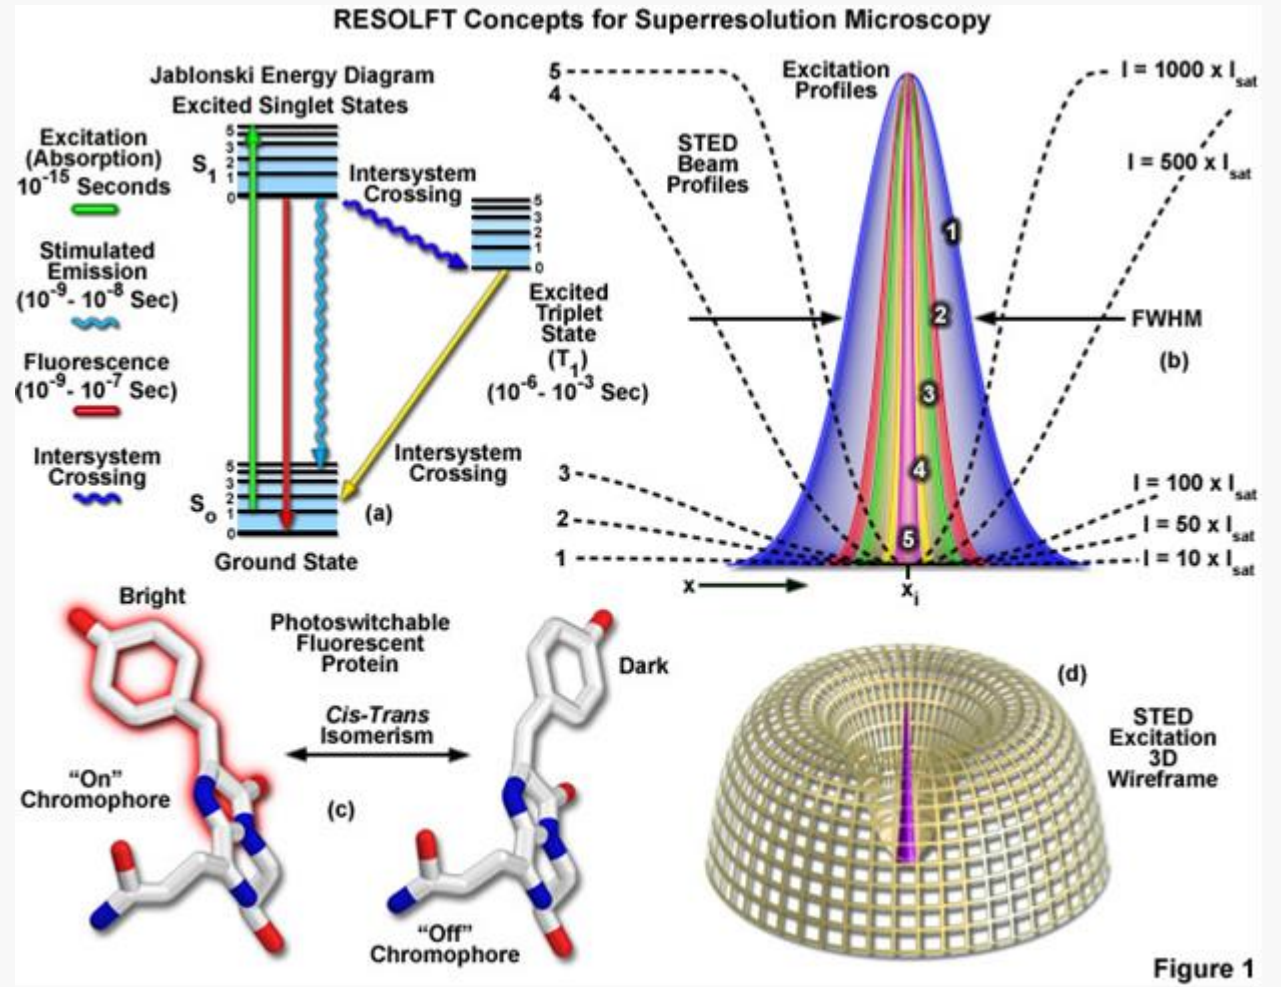 RESOLFT Concepts for Superresolution Microscopy
Jablonski Energy Diagram
Excited Singlet States
Excitation
(Absorption)
10-15 Seconds
Stimulated
Emission
(10-9- 10-8 Sec)
Fluorescence
(10-9- 10-7 Sec)
Intersystem
Crossing
S1
5
4
3
2
1
0
Intersystem
Crossing
5
4
3
2
1
0
Excited
Triplet
State
(T1)
(10-6- 10-3 Sec)
Intersystem
Crossing
So
5
4
3
2
1
0
(a)
Ground State
5
4
3
2
1
STED
Beam
Profiles
Excitation
Profiles
1
2
3
4
5
I = 1000 x Isat
I = 500 x Isat
FWHM
(b)
I = 100 x Isat
I = 50 x Isat
I = 10 x Isat
x
xi
Bright
Photoswitchable
Fluorescent
Protein
Dark
Cis-Trans
Isomerism
“On”
Chromophore
(c)
“Off”
Chromophore
(d)
STED
Excitation
3D
Wireframe
Figure 1